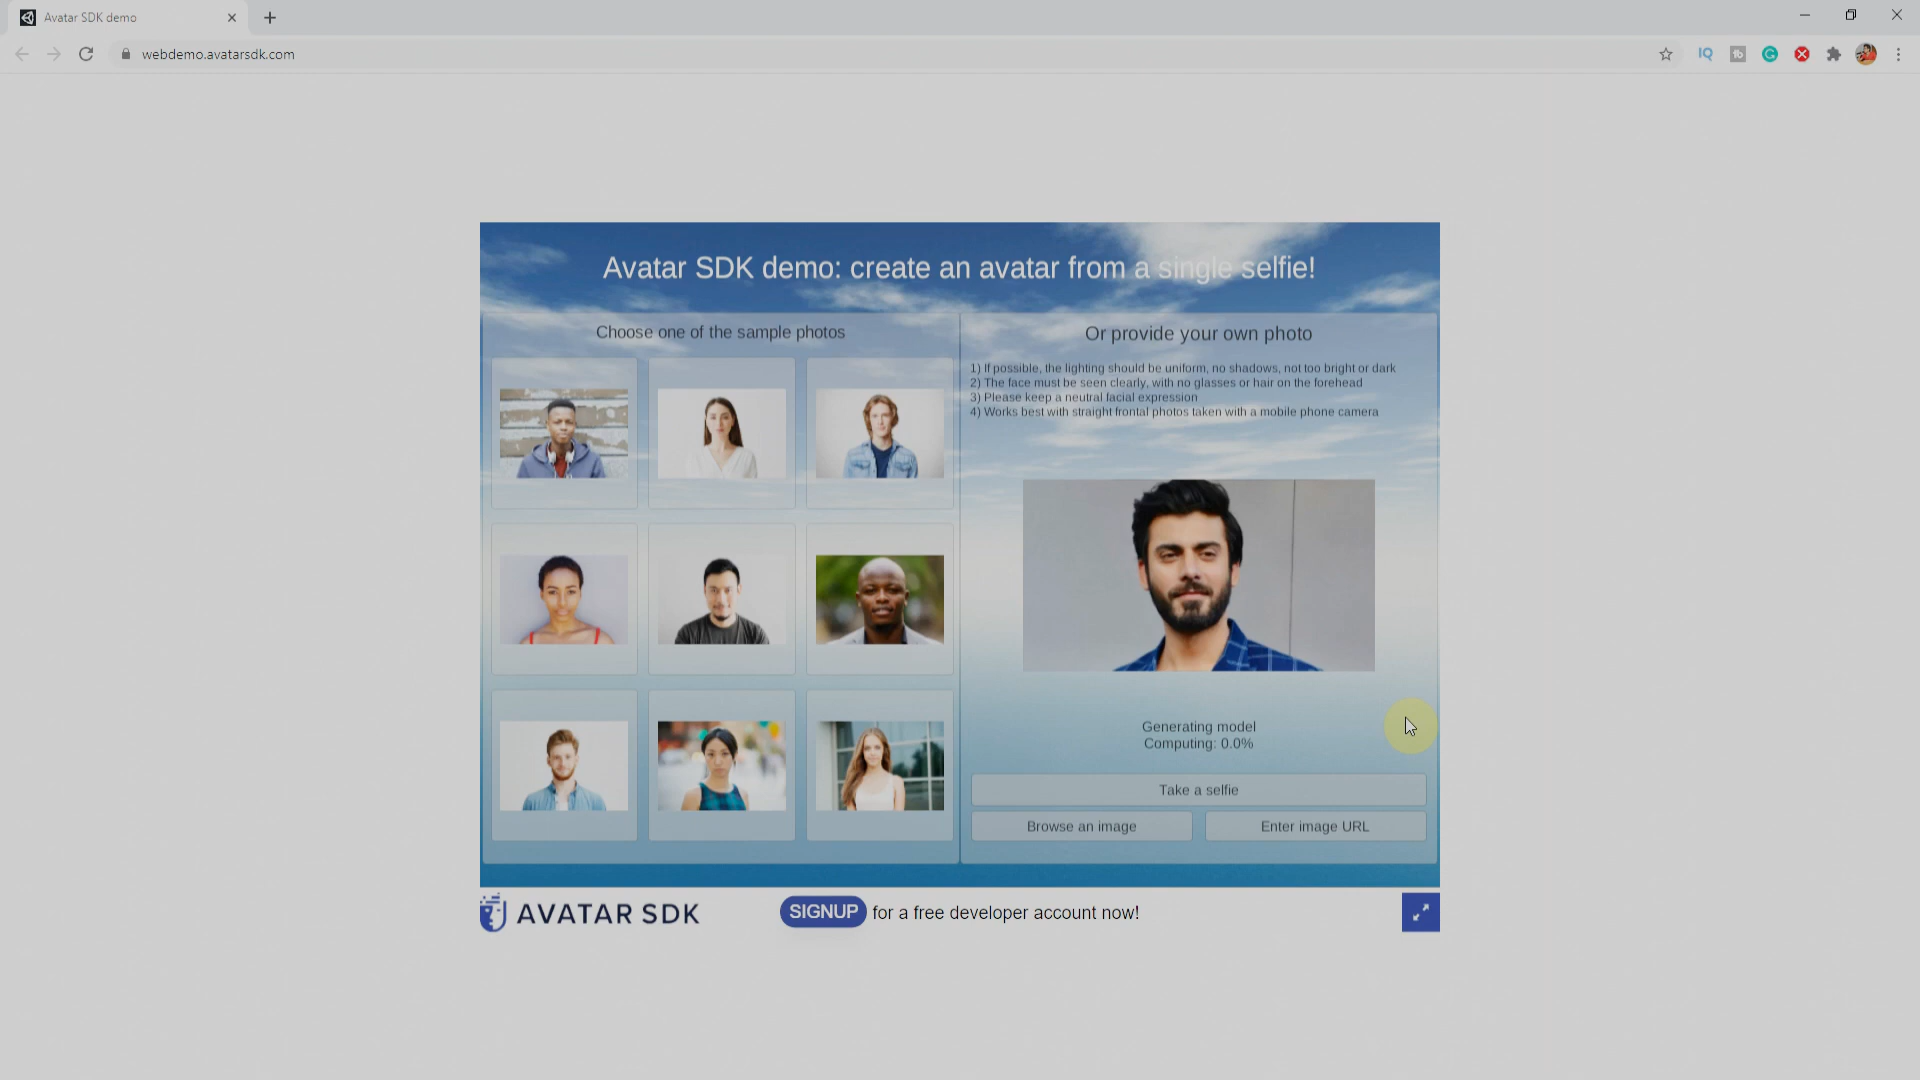 Avatar SDK demo
webdemo.avatarsdk.com
IQ
Avatar SDK demo: create an avatar from a single selfie!
Choose one of the sample photos
Or provide your own photo
1) If possible, the lighting should be uniform, no shadows, not too bright or dark
2) The face must be seen clearly, with no glasses or hair on the forehead
3) Please keep a neutral facial expression
4) Works best with straight frontal photos taken with a mobile phone camera
Generating model
Computing: 0.0%
Take a selfie
Browse an image
Enter image URL
AVATAR SDK
SIGNUP for a free developer account now!